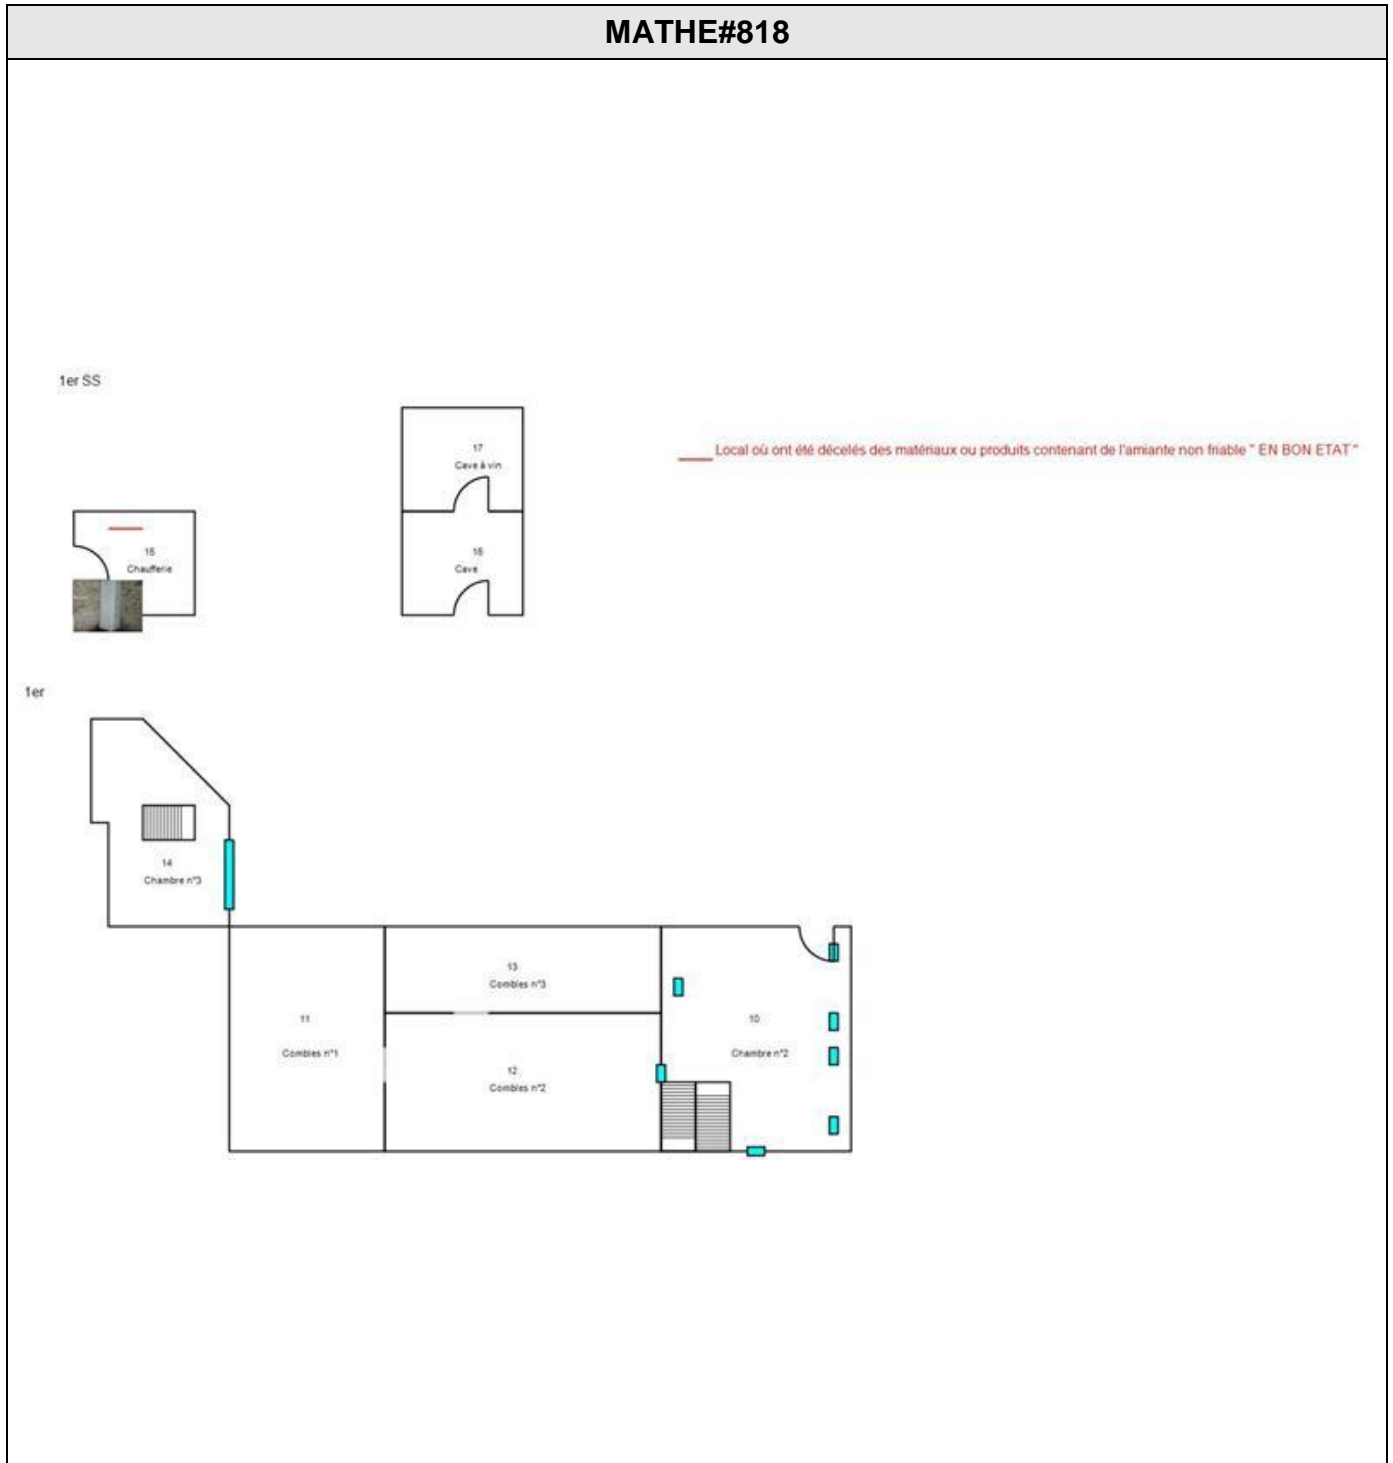 MATHE#818
1er SS
17
Cave à vin
Local où ont été décelés des matériaux ou produits contenant de l'amiante non friable " EN BON ETAT "
15
Chaufferie
16
Cave
1er
14
Chambre n°3
13
Combles n°3
11
Combles n°1
10
Chambre n°2
12
Combles n°2